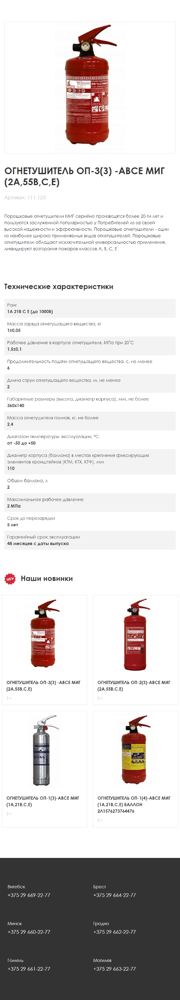 ОГНЕТУШИТЕЛЬ
ОП-1(з)-АВСЕ
ОГНЕТУШИТЕЛЬ ОП-3(3) -АВСЕ МИГ
(2А,55В,С,Е)
Артикул: 111-123
Порошковые огнетушители МИГ серийно производятся более 20-ти лет и
пользуются заслуженной популярностью у Потребителей из-за своей
высокой надежности и эффективности. Порошковые огнетушители – одни
из наиболее широко применяемых видов огнетушителей. Порошковые
огнетушители обладают исключительной универсальностью применения,
ликвидируют возгорания пожаров классов А, В, С, Е
Технические характеристики
Ранг
1А 21В С Е (до 1000В)
Масса заряда огнетушащего вещества, кг
1±0,05
Рабочее давление в корпусе огнетушителя, МПа при 20˚С
1,5±0,1
Продолжительность подачи огнетушащего вещества, с, не менее
6
Длина струи огнетушащего вещества, м, не менее
2
Габаритные размеры (высота, диаметр корпуса), мм, не более
360х140
Масса огнетушителя полная, кг, не более
2.4
Диапазон температуры эксплуатации, ºС
от -50 до +50
Диаметр корпуса (баллона) в местах крепления фиксирующих
элементов кронштейнов (КТМ, КТХ, КТФ), мм
110
Объем баллона, л
2
Максимальное рабочее давление
2 МПа
Срок до перезарядки
5 лет
Гарантийный срок эксплуатации
48 месяцев с даты выпуска
NEW Наши новинки
ОГНЕТУШИТЕЛЬ ОП-3(3) -АВСЕ МИГ
(2А,55В,С,Е)
2 л
ОГНЕТУШИТЕЛЬ ОП-2(3)-АВСЕ МИГ
(2А,55В,С,Е)
2 л
ОГНЕТУШИТЕЛЬ ОП-1(3)-АВСЕ МИГ
(1А,21В,С,Е)
2 л
ОГНЕТУШИТЕЛЬ ОП-1(4)-АВСЕ МИГ
(1А,21В,С,Е) БАЛЛОН
2Л1576273764476
2 л
Витебск
+375 29 669-22-77
Брест
+375 29 664-22-77
Минск
+375 29 660-22-77
Гродно
+375 29 662-22-77
Гомель
+375 29 661-22-77
Могилев
+375 29 663-22-77